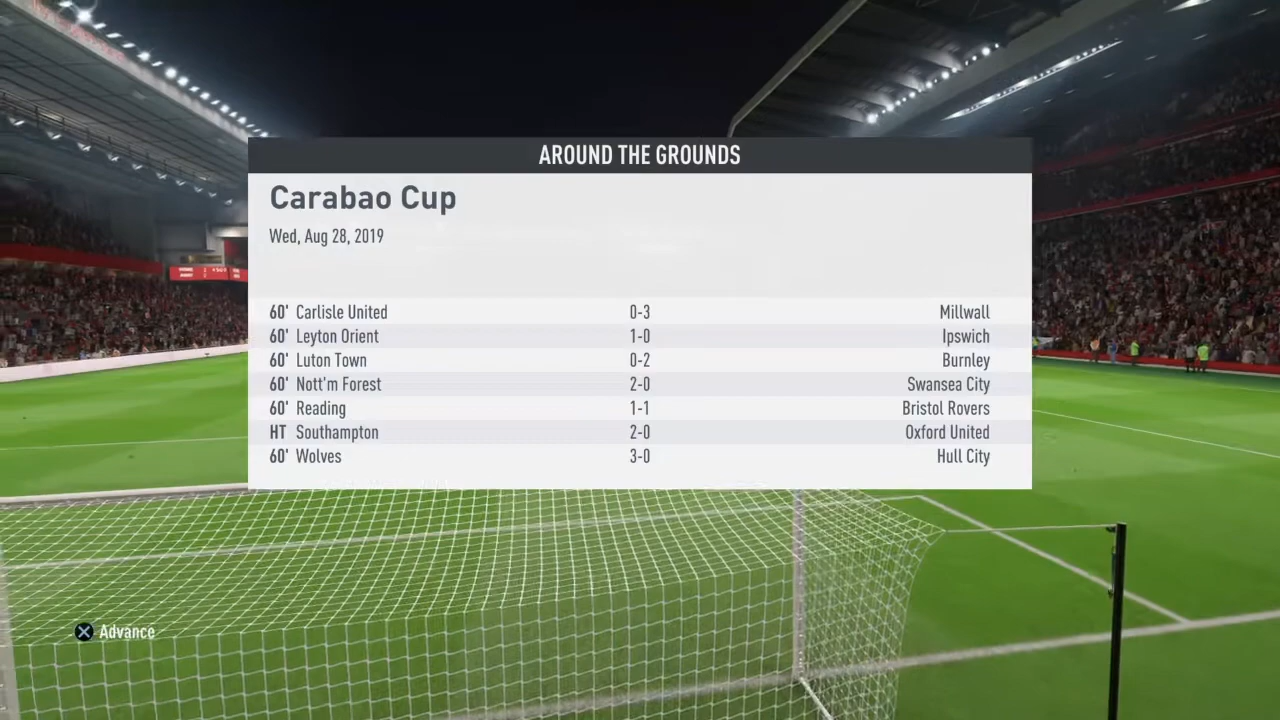 AROUND THE GROUNDS
Carabao Cup
Wed, Aug 28, 2019
60' Carlisle United 0-3 Millwall
60' Leyton Orient 1-0 Ipswich
60' Luton Town 0-2 Burnley
60' Nott'm Forest 2-0 Swansea City
60' Reading 1-1 Bristol Rovers
HT Southampton 2-0 Oxford United
60' Wolves 3-0 Hull City
Advance